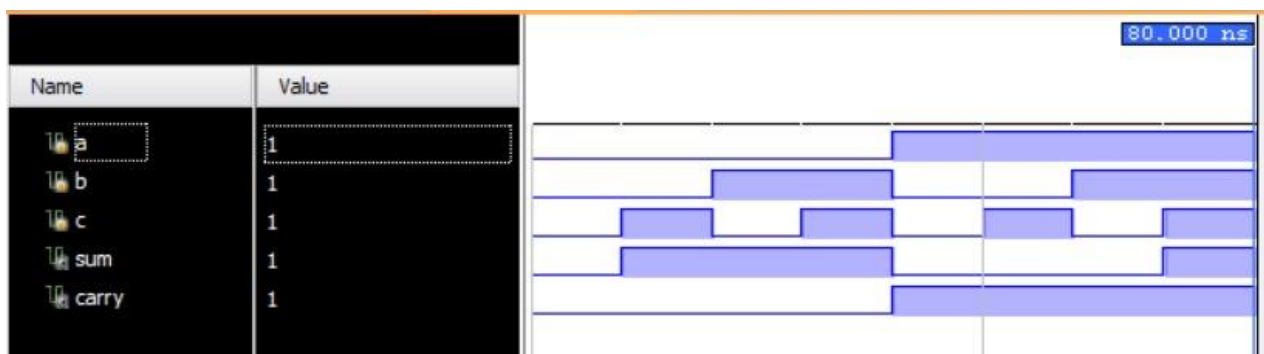 80.000 ns
Name Value
a 1
b 1
c 1
sum 1
carry 1